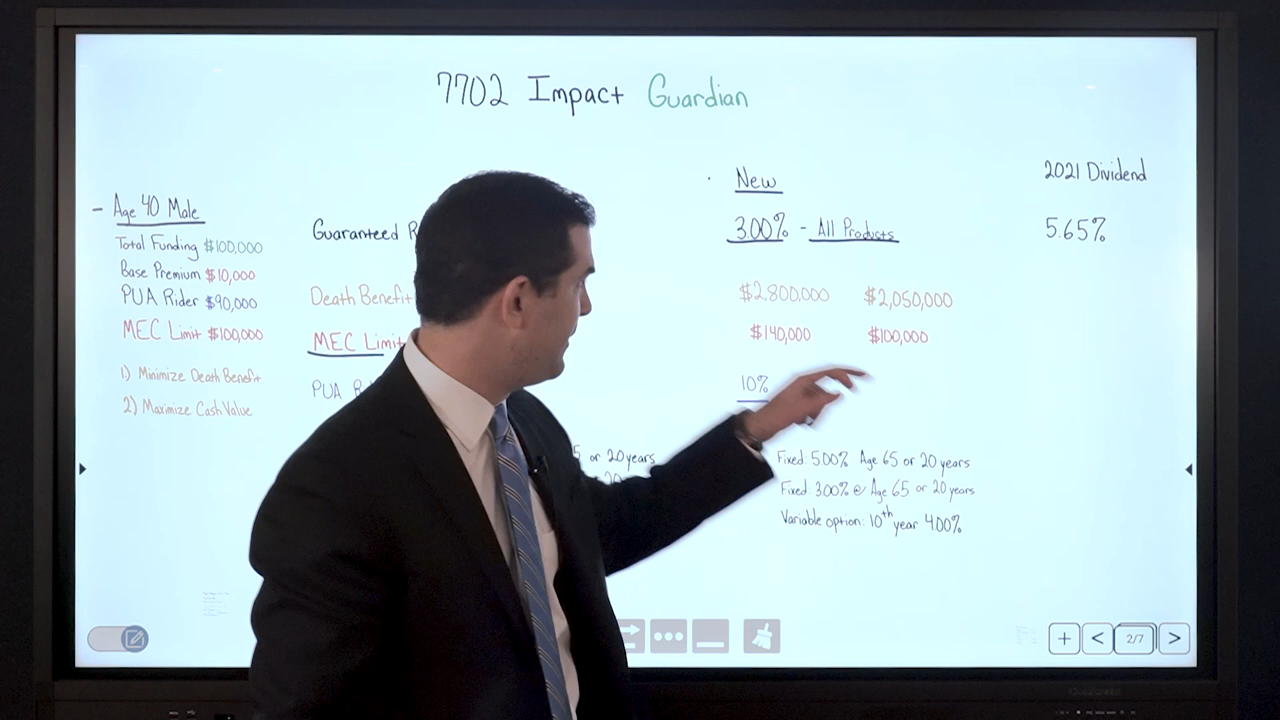 7702 Impact Guardian
- Age 40 Male
Total Funding $100,000
Base Premium $10,000
PUA Rider $90,000
MEC Limit $100,000
1) Minimize Death Benefit
2) Maximize Cash Value
Guaranteed R
Death Benefit
MEC Limit
PUA R
5 or 20 years
New
3.00% - All Products
$2,800,000 $2,050,000
$140,000 $100,000
10%
Fixed: 5.00% Age 65 or 20 years
Fixed 3.00% @ Age 65 or 20 years
Variable option: 10th year 4.00%
2021 Dividend
5.65%
+ < 2/7 >